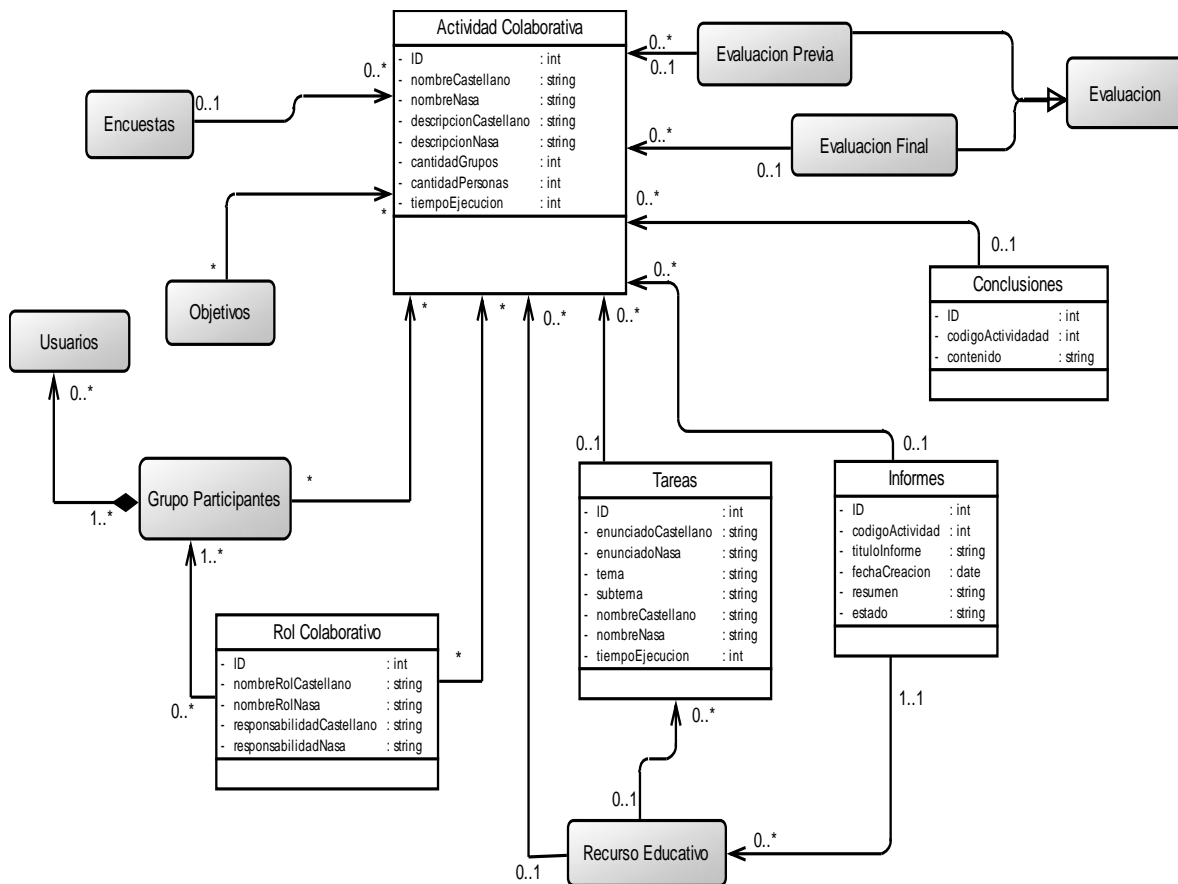 Actividad Colaborativa
- ID : int
- nombreCastellano : string
- nombreNasa : string
- descripcionCastellano : string
- descripcionNasa : string
- cantidadGrupos : int
- cantidadPersonas : int
- tiempoEjecucion : int
Evaluacion Previa
0..*
0..1
Evaluacion
Encuestas
0..1
0..*
Evaluacion Final
0..*
0..1
Objetivos
*
*
Conclusiones
- ID : int
- codigoActividadad : int
- contenido : string
0..*
0..1
Usuarios
0..*
1..*
Grupo Participantes
*
*
1..*
0..*
Rol Colaborativo
- ID : int
- nombreRolCastellano : string
- nombreRolNasa : string
- responsabilidadCastellano : string
- responsabilidadNasa : string
*
*
Tareas
- ID : int
- enunciadoCastellano : string
- enunciadoNasa : string
- tema : string
- subtema : string
- nombreCastellano : string
- nombreNasa : string
- tiempoEjecucion : int
0..*
0..1
Informes
- ID : int
- codigoActividad : int
- tituloInforme : string
- fechaCreacion : date
- resumen : string
- estado : string
0..*
0..1
1..1
0..*
Recurso Educativo
0..*
0..1
0..*
0..1